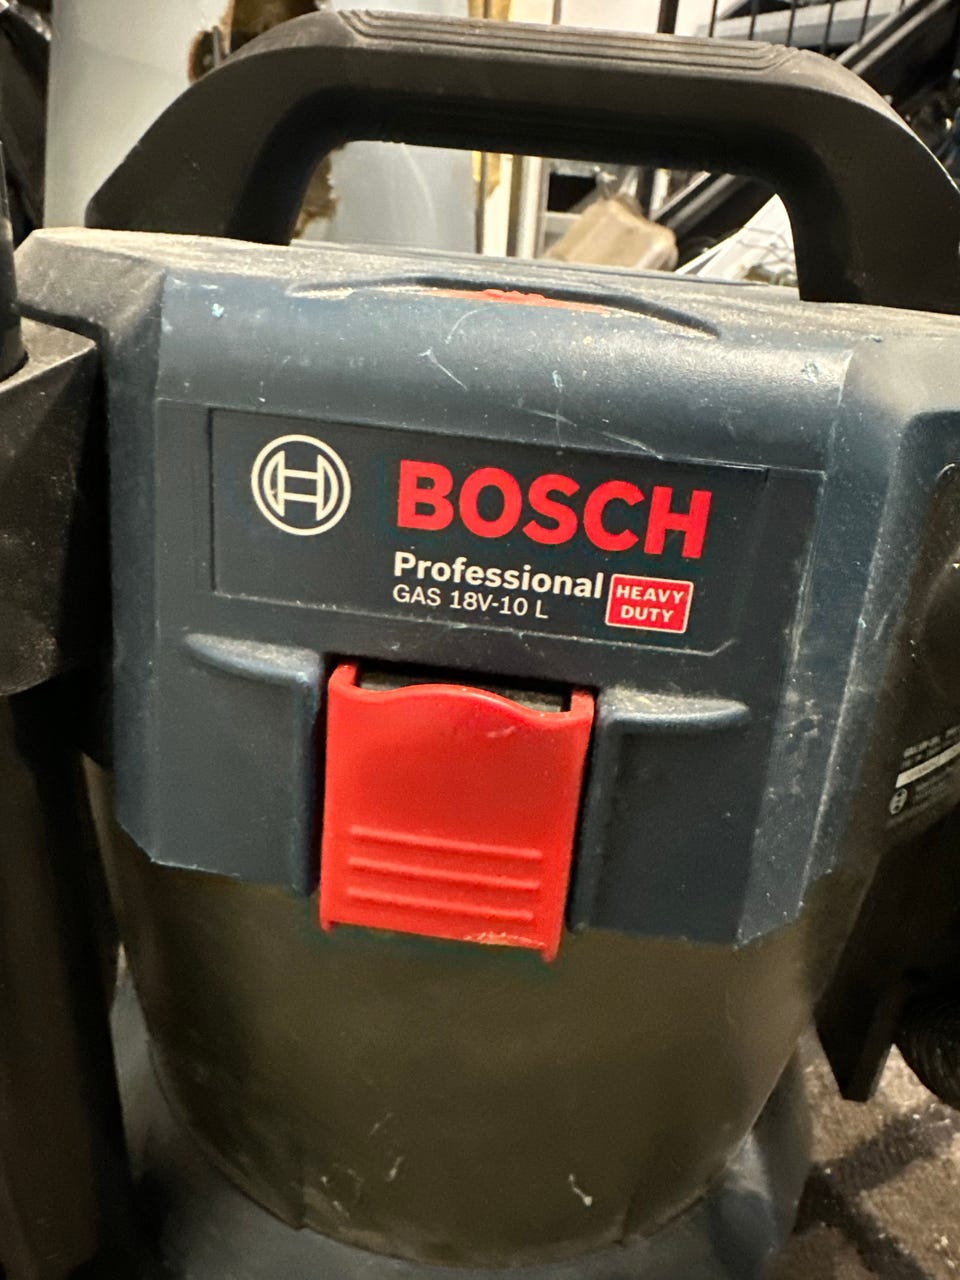 BOSCH
Professional
GAS 18V-10 L
HEAVY
DUTY